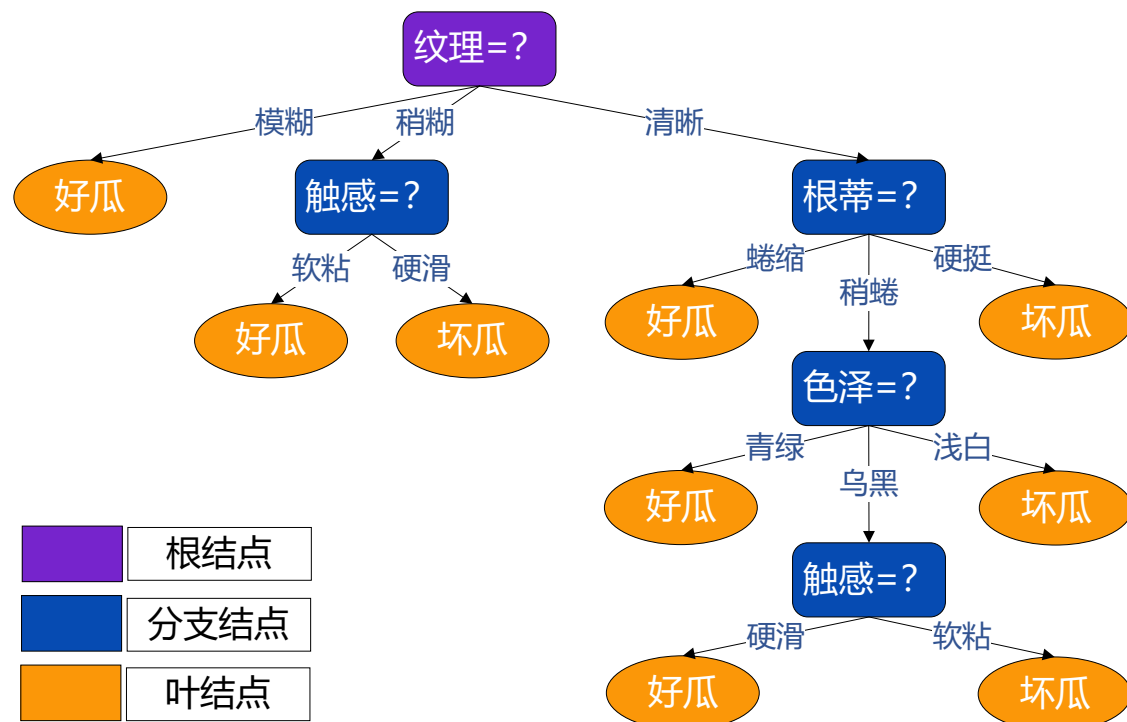 纹理=?
模糊 稍糊 清晰
好瓜 触感=? 根蒂=?
软粘 硬滑 蜷缩 稍蜷 硬挺
好瓜 坏瓜 好瓜 坏瓜
色泽=?
青绿 乌黑 浅白
好瓜 坏瓜
触感=?
硬滑 软粘
好瓜 坏瓜
根结点
分支结点
叶结点